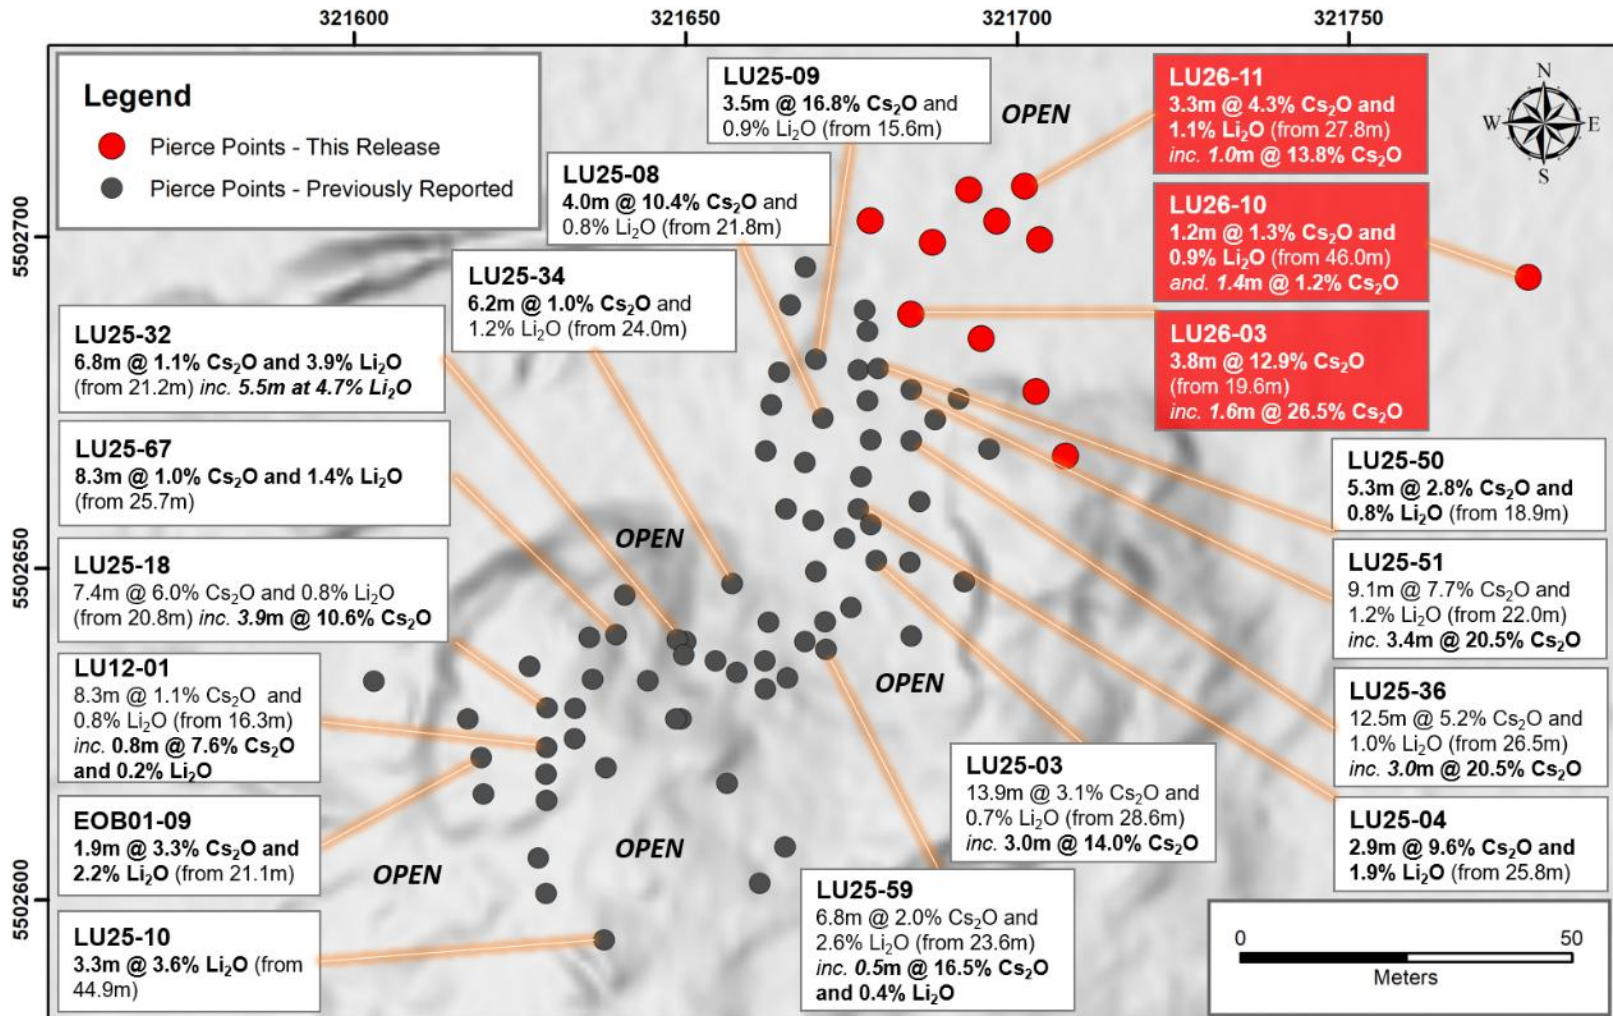 321600
321650
321700
321750
5502700
5502650
5502600
Legend
Pierce Points - This Release
Pierce Points - Previously Reported
LU25-09
3.5m @ 16.8% Cs₂O and
0.9% Li₂O (from 15.6m)
OPEN
LU26-11
3.3m @ 4.3% Cs₂O and
1.1% Li₂O (from 27.8m)
inc. 1.0m @ 13.8% Cs₂O
N
W
E
S
LU25-08
4.0m @ 10.4% Cs₂O and
0.8% Li₂O (from 21.8m)
LU26-10
1.2m @ 1.3% Cs₂O and
0.9% Li₂O (from 46.0m)
and. 1.4m @ 1.2% Cs₂O
LU25-34
6.2m @ 1.0% Cs₂O and
1.2% Li₂O (from 24.0m)
LU25-32
6.8m @ 1.1% Cs₂O and 3.9% Li₂O
(from 21.2m) inc. 5.5m at 4.7% Li₂O
LU26-03
3.8m @ 12.9% Cs₂O
(from 19.6m)
inc. 1.6m @ 26.5% Cs₂O
LU25-67
8.3m @ 1.0% Cs₂O and 1.4% Li₂O
(from 25.7m)
LU25-50
5.3m @ 2.8% Cs₂O and
0.8% Li₂O (from 18.9m)
OPEN
LU25-18
7.4m @ 6.0% Cs₂O and 0.8% Li₂O
(from 20.8m) inc. 3.9m @ 10.6% Cs₂O
LU25-51
9.1m @ 7.7% Cs₂O and
1.2% Li₂O (from 22.0m)
inc. 3.4m @ 20.5% Cs₂O
LU12-01
8.3m @ 1.1% Cs₂O and
0.8% Li₂O (from 16.3m)
inc. 0.8m @ 7.6% Cs₂O
and 0.2% Li₂O
OPEN
LU25-36
12.5m @ 5.2% Cs₂O and
1.0% Li₂O (from 26.5m)
inc. 3.0m @ 20.5% Cs₂O
LU25-03
13.9m @ 3.1% Cs₂O and
0.7% Li₂O (from 28.6m)
inc. 3.0m @ 14.0% Cs₂O
EOB01-09
1.9m @ 3.3% Cs₂O and
2.2% Li₂O (from 21.1m)
OPEN
OPEN
LU25-04
2.9m @ 9.6% Cs₂O and
1.9% Li₂O (from 25.8m)
LU25-59
6.8m @ 2.0% Cs₂O and
2.6% Li₂O (from 23.6m)
inc. 0.5m @ 16.5% Cs₂O
and 0.4% Li₂O
LU25-10
3.3m @ 3.6% Li₂O (from
44.9m)
0
50
Meters